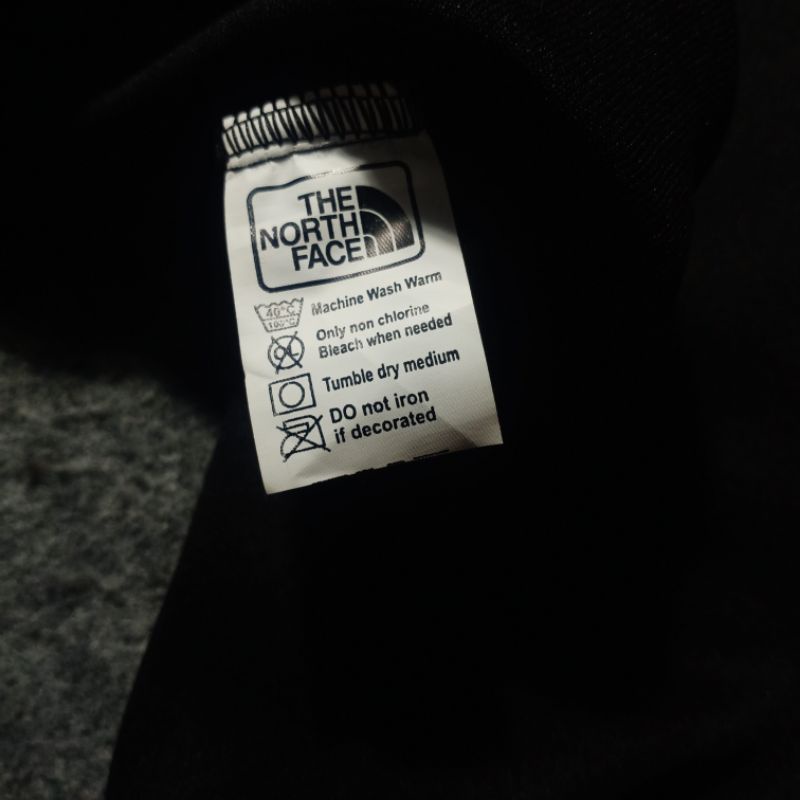 THE
NORTH
FACE
40°C
100°C
Machine Wash Warm
Only non chlorine
Bleach when needed
Tumble dry medium
DO not iron
if decorated